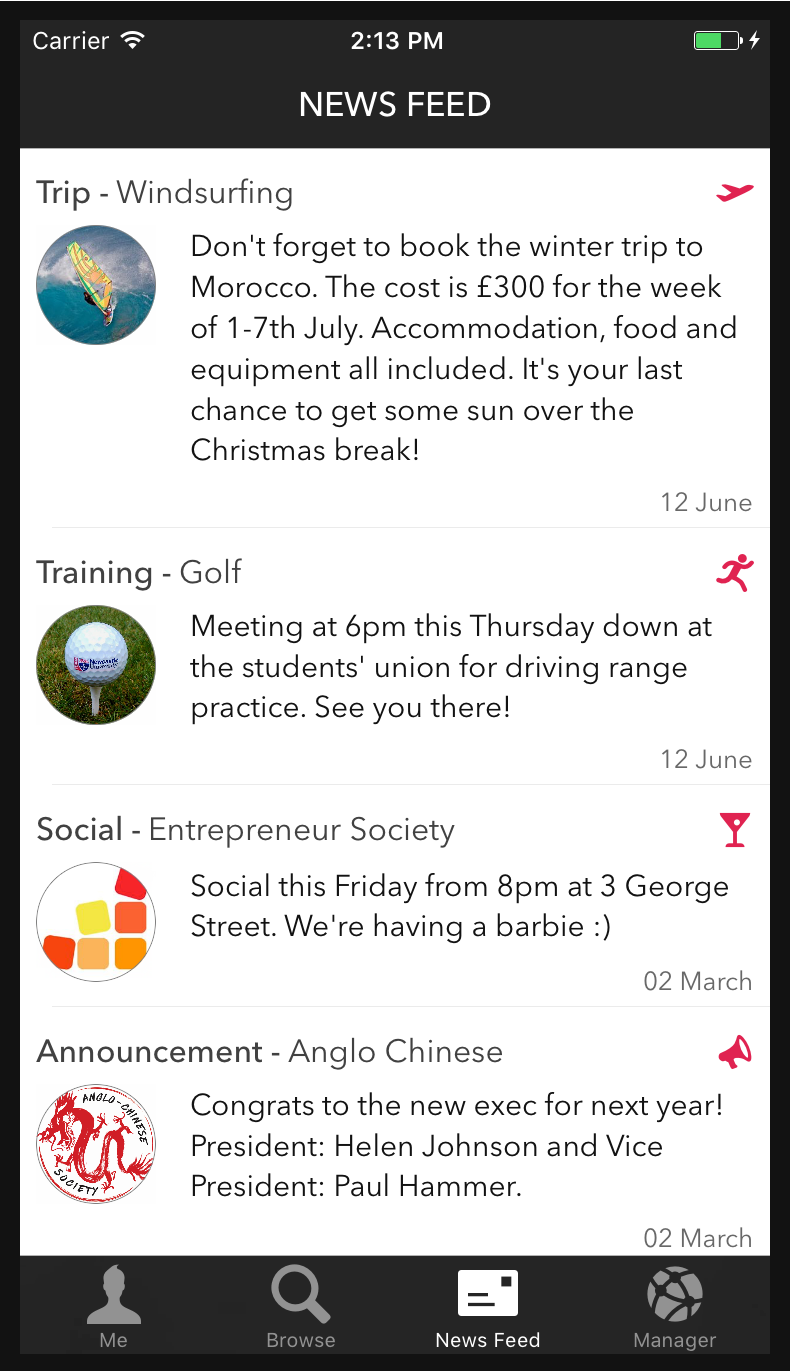 Carrier 2:13 PM
NEWS FEED
Trip - Windsurfing
Don't forget to book the winter trip to
Morocco. The cost is £300 for the week
of 1-7th July. Accommodation, food and
equipment all included. It's your last
chance to get some sun over the
Christmas break!
12 June
Training - Golf
Newcastle
University
Meeting at 6pm this Thursday down at
the students' union for driving range
practice. See you there!
12 June
Social - Entrepreneur Society
Social this Friday from 8pm at 3 George
Street. We're having a barbie :)
02 March
Announcement - Anglo Chinese
ANGLO-CHINESE
SOCIETY
Congrats to the new exec for next year!
President: Helen Johnson and Vice
President: Paul Hammer.
02 March
Me Browse News Feed Manager